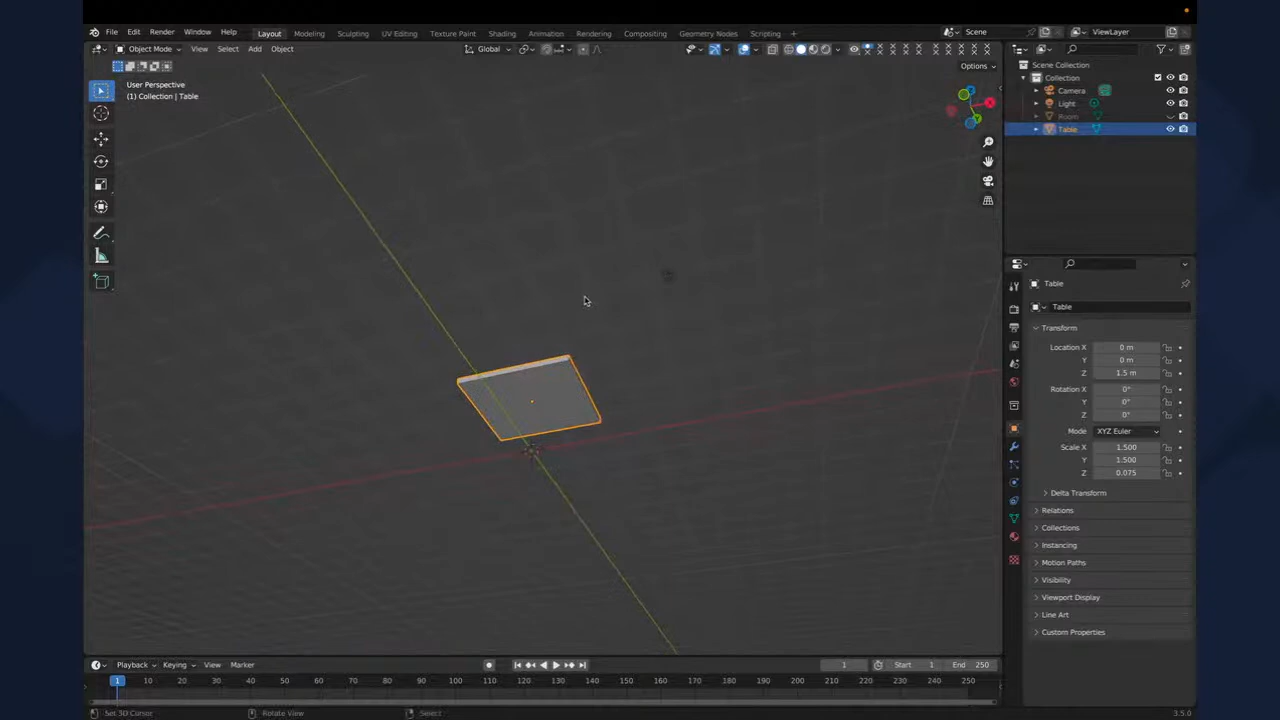 File Edit Render Window Help Layout Modeling Sculpting UV Editing Texture Paint Shading Animation Rendering Compositing Geometry Nodes Scripting Scene ViewLayer
Object Mode View Select Add Object Global
Options
User Perspective
(1) Collection | Table
Scene Collection
Collection
Camera
Light
Room
Table
Table
Table
Transform
Location X 0 m
Y 0 m
Z 1.5 m
Rotation X 0°
Y 0°
Z 0°
Mode XYZ Euler
Scale X 1.500
Y 1.500
Z 0.075
Delta Transform
Relations
Collections
Instancing
Motion Paths
Visibility
Viewport Display
Line Art
Custom Properties
Playback Keying View Marker 1 Start 1 End 250
1 10 20 30 40 50 60 70 80 90 100 110 120 130 140 150 160 170 180 190 200 210 220 230 240 250
Set 3D Cursor Rotate View Select 3.5.0